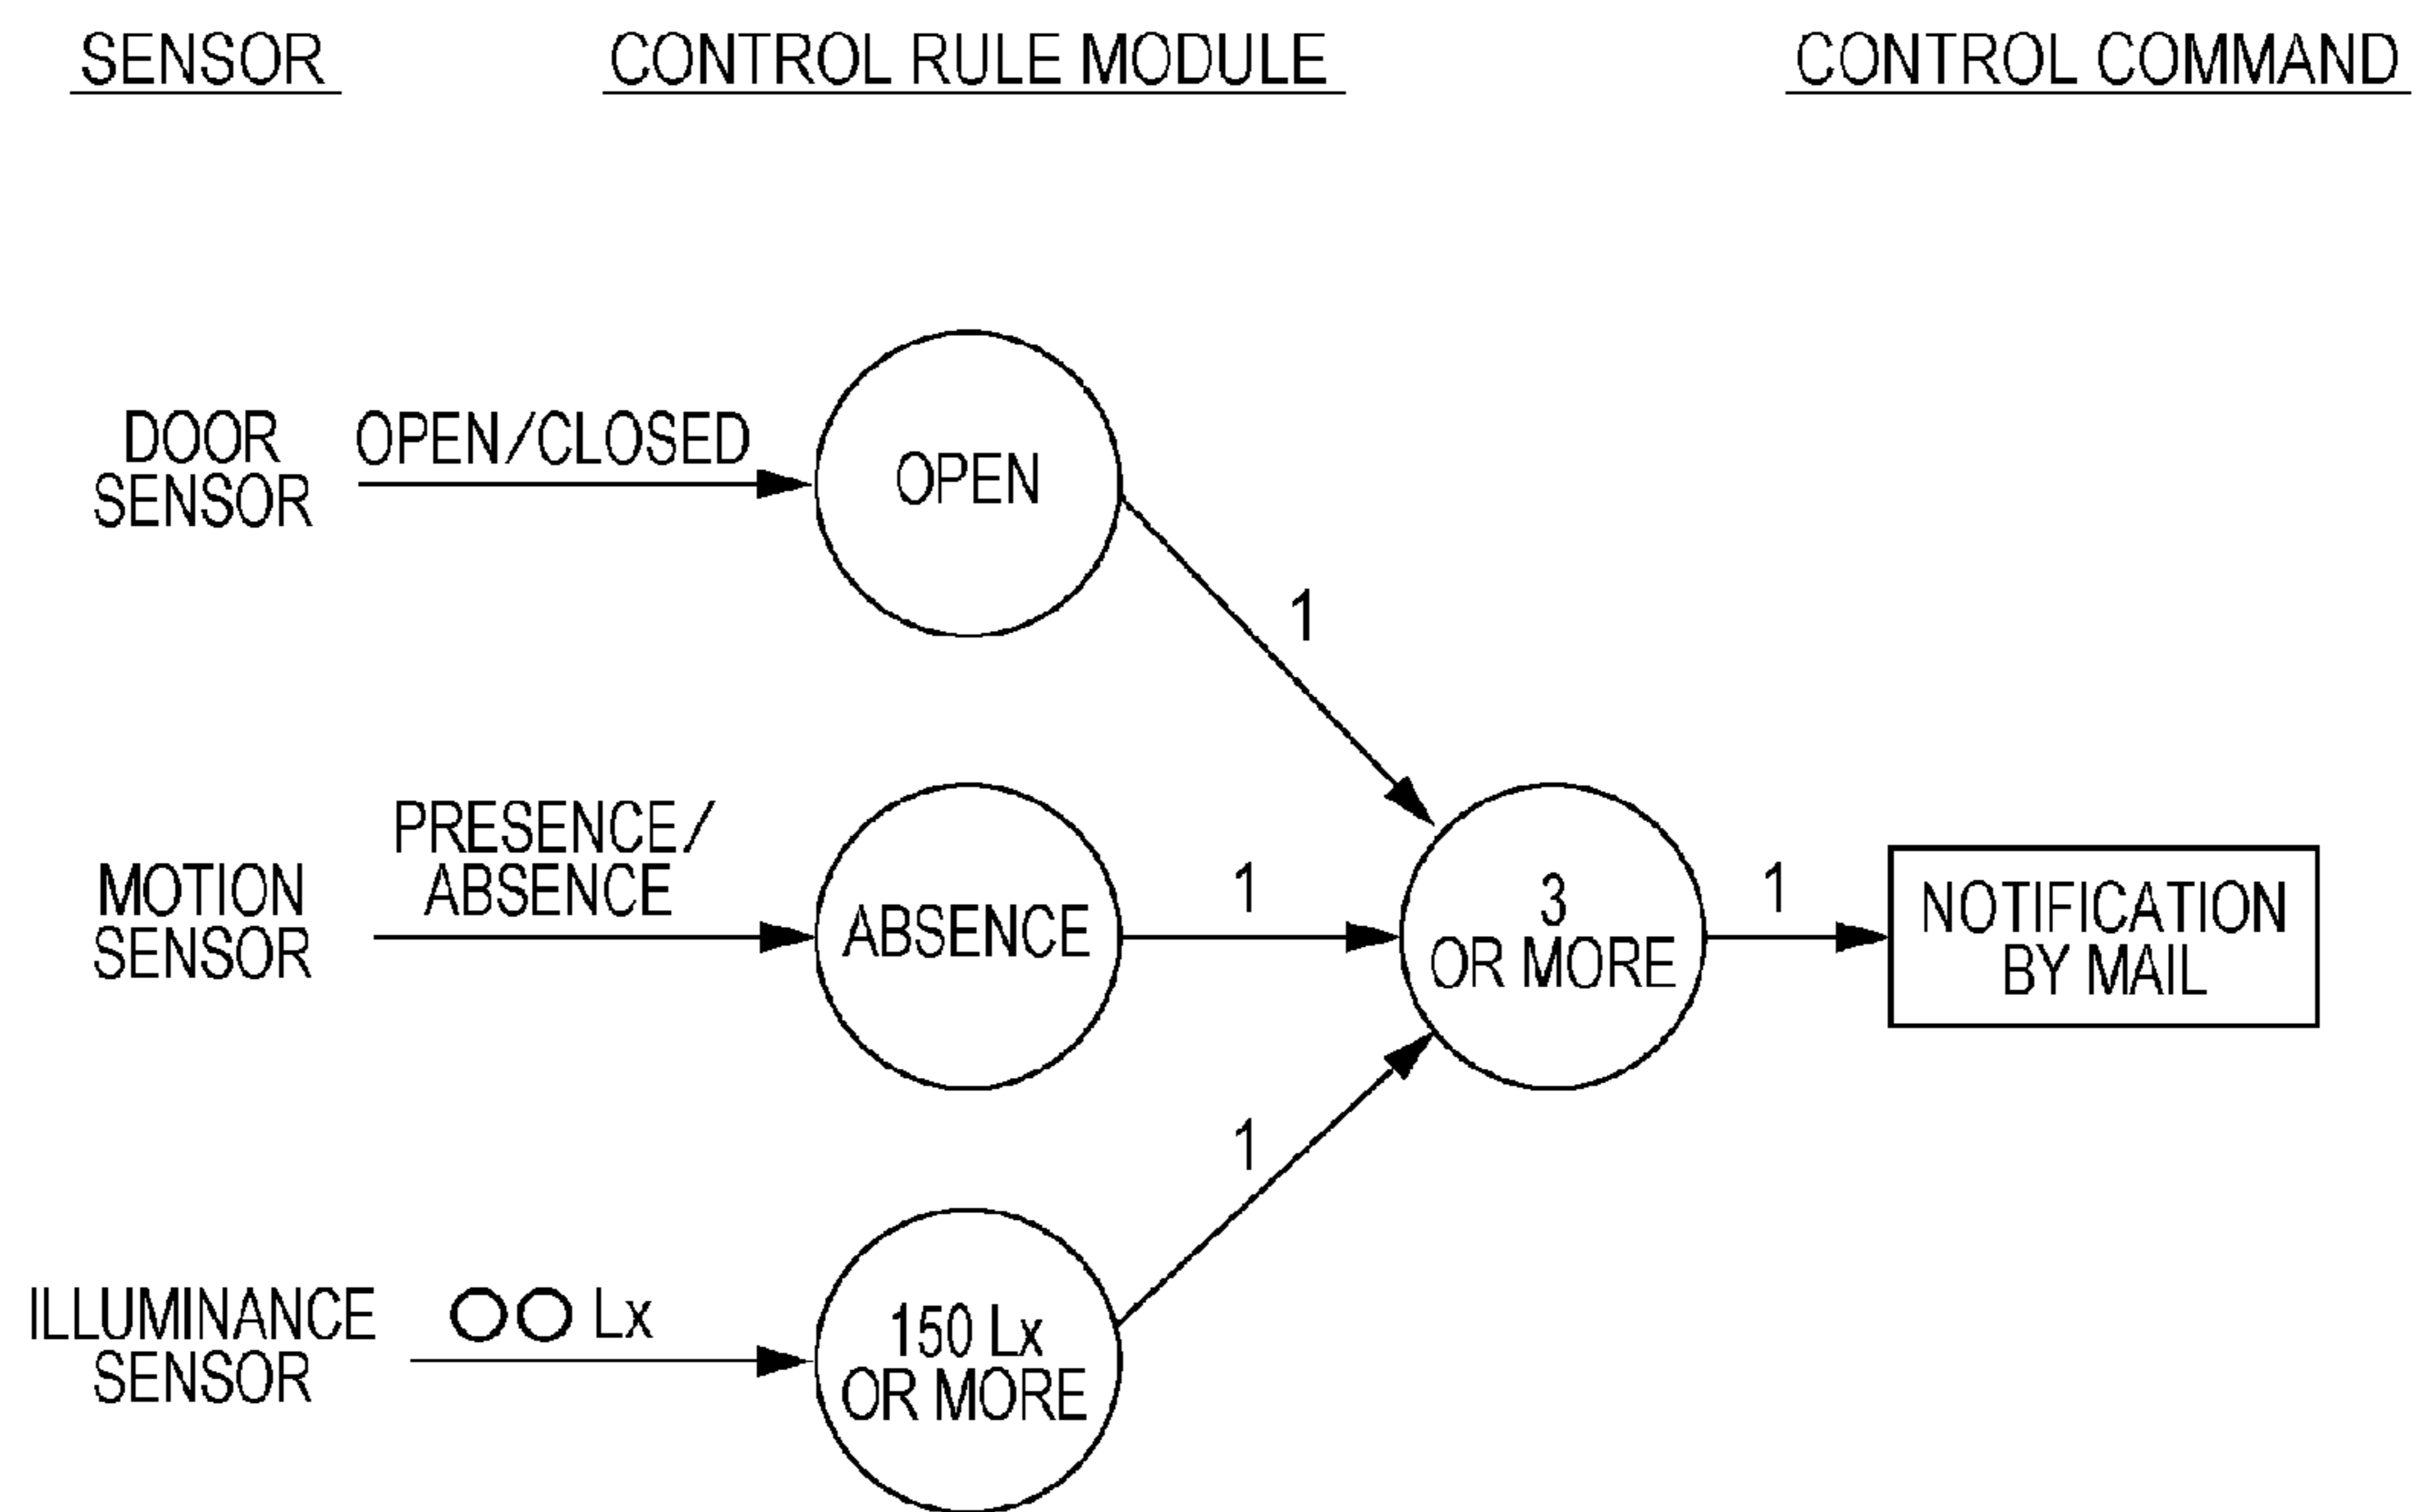 SENSOR
CONTROL RULE MODULE
CONTROL COMMAND
DOOR
SENSOR
OPEN/CLOSED
OPEN
1
MOTION
SENSOR
PRESENCE/
ABSENCE
ABSENCE
1
3
OR MORE
1
NOTIFICATION
BY MAIL
ILLUMINANCE
SENSOR
○○ Lx
150 Lx
OR MORE
1